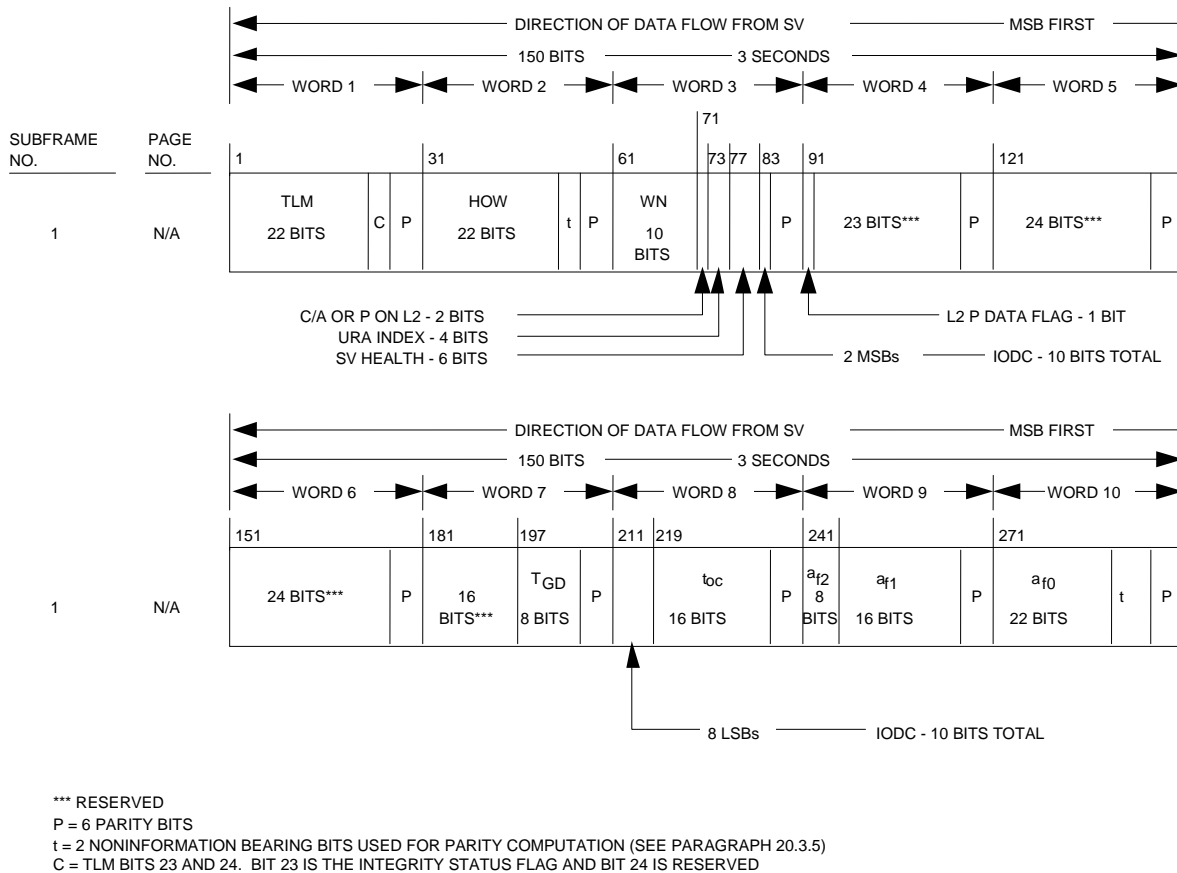 DIRECTION OF DATA FLOW FROM SV MSB FIRST
150 BITS 3 SECONDS
WORD 1 WORD 2 WORD 3 WORD 4 WORD 5
SUBFRAME NO. PAGE NO.
1 31 61 71 73 77 83 91 121
1 N/A
TLM 22 BITS C P
HOW 22 BITS t P
WN 10 BITS P
23 BITS*** P
24 BITS*** P
C/A OR P ON L2 - 2 BITS
URA INDEX - 4 BITS
SV HEALTH - 6 BITS
L2 P DATA FLAG - 1 BIT
2 MSBs IODC - 10 BITS TOTAL
DIRECTION OF DATA FLOW FROM SV MSB FIRST
150 BITS 3 SECONDS
WORD 6 WORD 7 WORD 8 WORD 9 WORD 10
151 181 197 211 219 241 271
1 N/A
24 BITS*** P
16 BITS***
TGD 8 BITS P
toc 16 BITS P
af2 8 BITS
af1 16 BITS P
af0 22 BITS t P
8 LSBs IODC - 10 BITS TOTAL
*** RESERVED
P = 6 PARITY BITS
t = 2 NONINFORMATION BEARING BITS USED FOR PARITY COMPUTATION (SEE PARAGRAPH 20.3.5)
C = TLM BITS 23 AND 24. BIT 23 IS THE INTEGRITY STATUS FLAG AND BIT 24 IS RESERVED